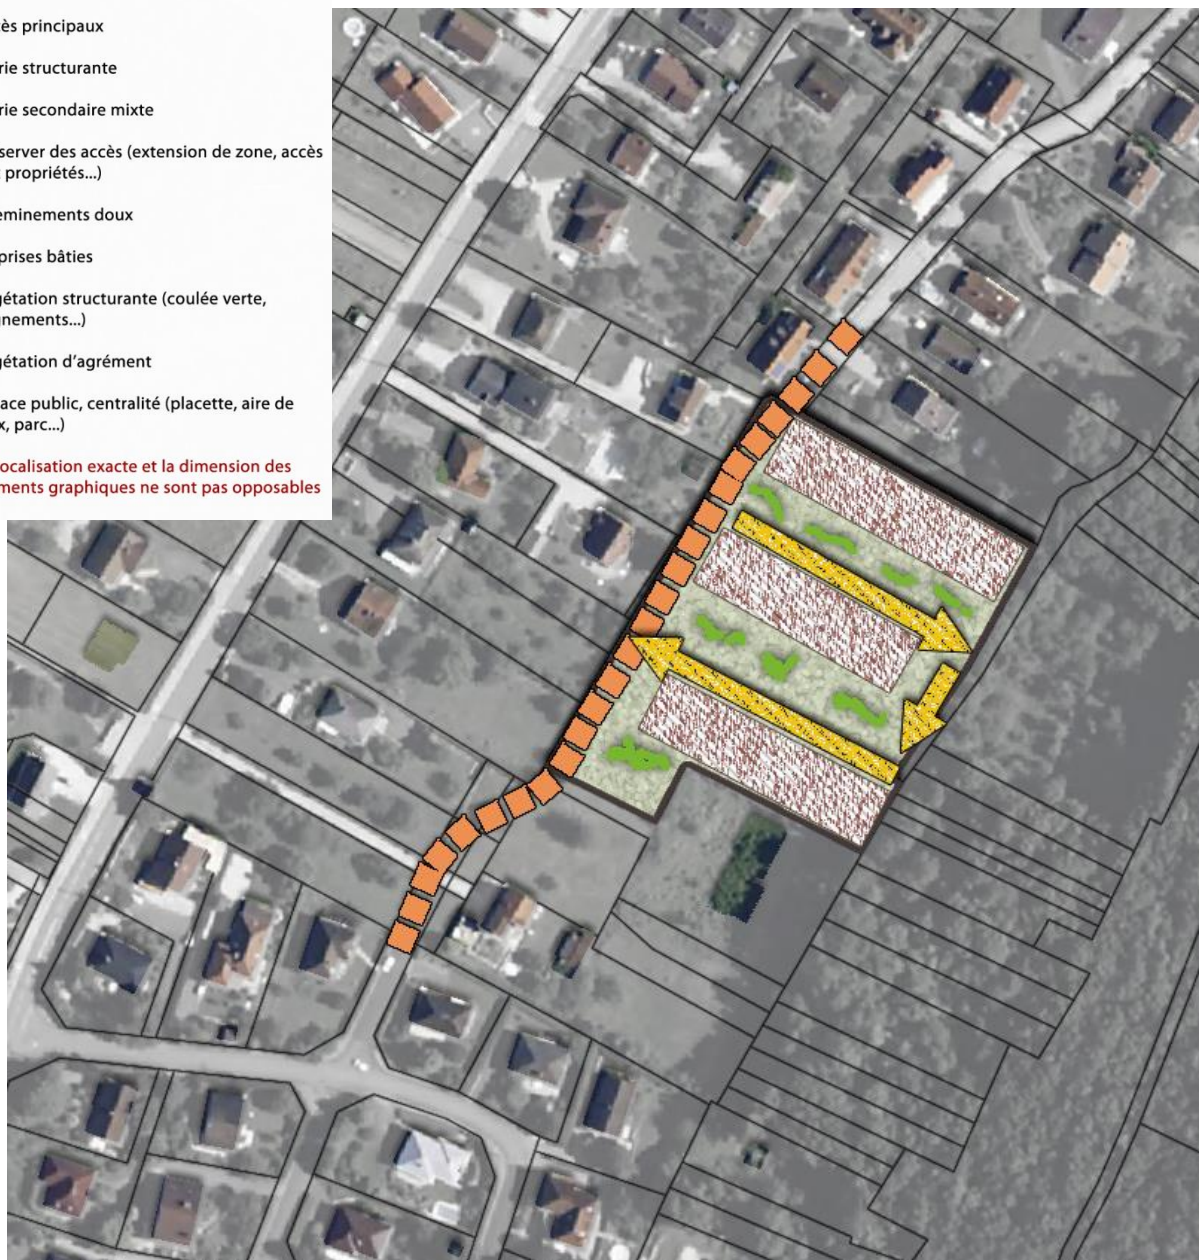 ès principaux
rie structurante
rie secondaire mixte
server des accès (extension de zone, accès
propriétés...)
eminements doux
prises bâties
gétation structurante (coulée verte,
nements...)
gétation d'agrément
ace public, centralité (placette, aire de
x, parc...)
ocalisation exacte et la dimension des
ments graphiques ne sont pas opposables